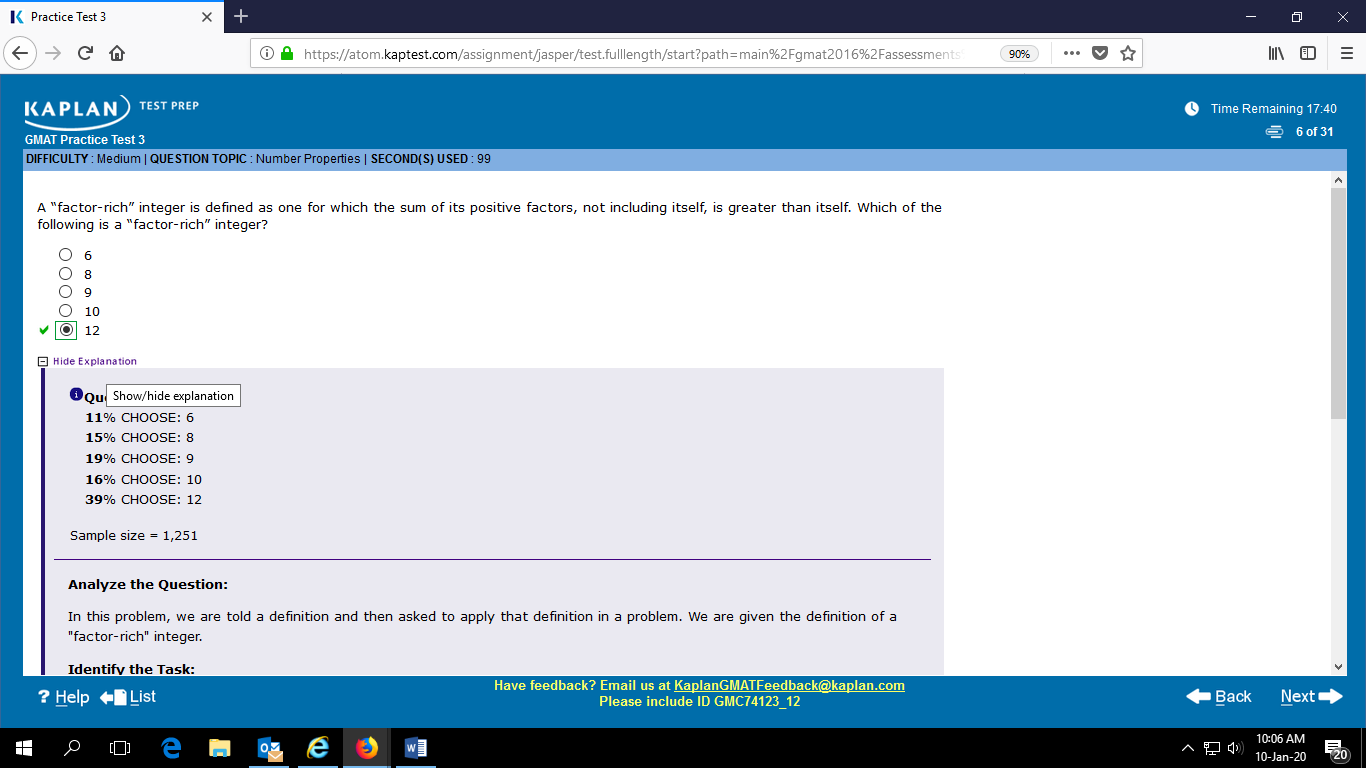 Practice Test 3
https://atom.kaptest.com/assignment/jasper/test.fulllength/start?path=main%2Fgmat2016%2Fassessments
90%
KAPLAN TEST PREP
GMAT Practice Test 3
Time Remaining 17:40
6 of 31
DIFFICULTY : Medium | QUESTION TOPIC : Number Properties | SECOND(S) USED : 99
A “factor-rich” integer is defined as one for which the sum of its positive factors, not including itself, is greater than itself. Which of the
following is a “factor-rich” integer?
6
8
9
10
12
Hide Explanation
Show/hide explanation
11% CHOOSE: 6
15% CHOOSE: 8
19% CHOOSE: 9
16% CHOOSE: 10
39% CHOOSE: 12
Sample size = 1,251
Analyze the Question:
In this problem, we are told a definition and then asked to apply that definition in a problem. We are given the definition of a
"factor-rich" integer.
Identify the Task:
? Help List
Have feedback? Email us at KaplanGMATFeedback@kaplan.com
Please include ID GMC74123_12
Back Next
10:06 AM
10-Jan-20
20